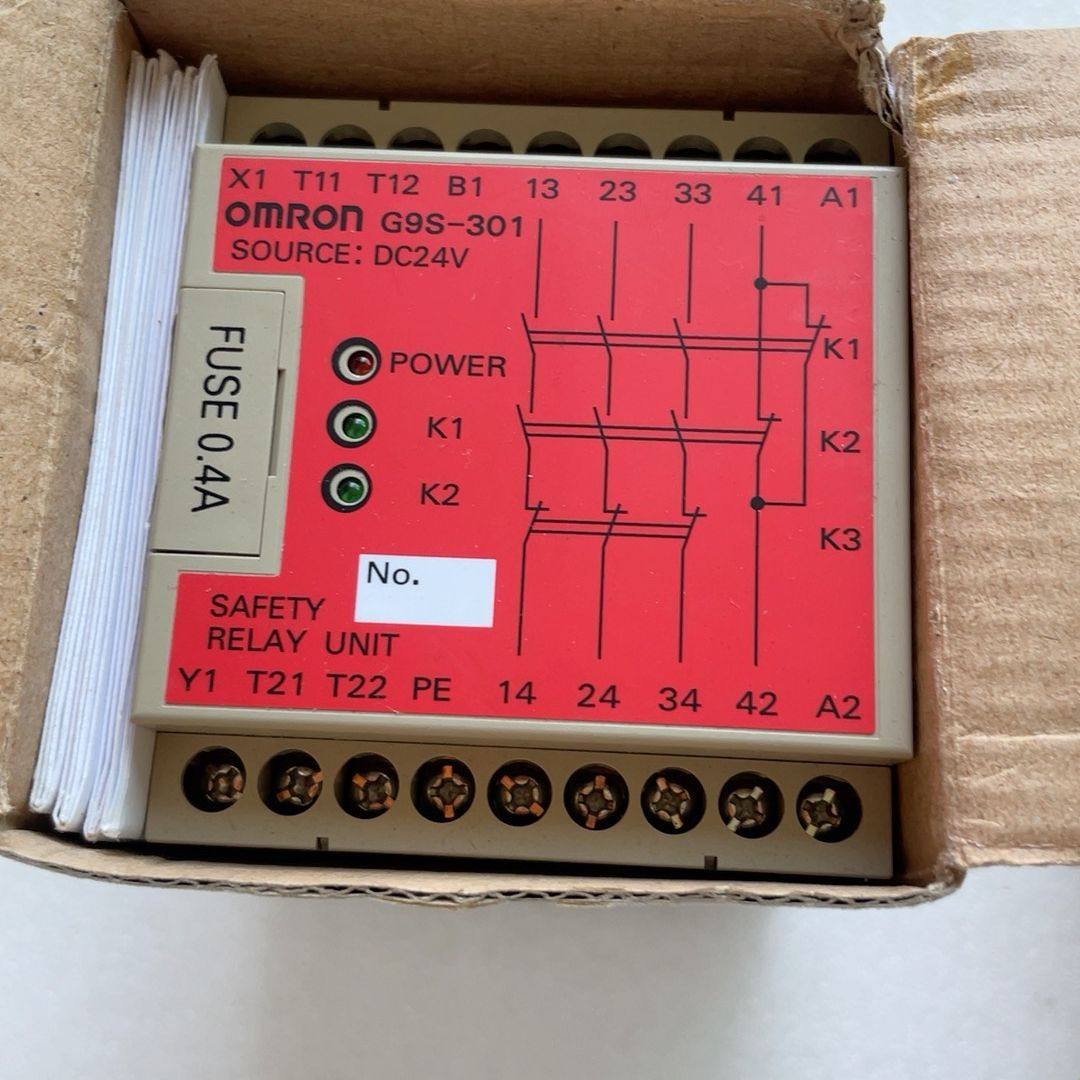 X1 T11 T12 B1 13 23 33 41 A1
OMRON G9S-301
SOURCE: DC24V
FUSE 0.4A
POWER
K1
K2
K1
K2
K3
No.
SAFETY
RELAY UNIT
Y1 T21 T22 PE 14 24 34 42 A2